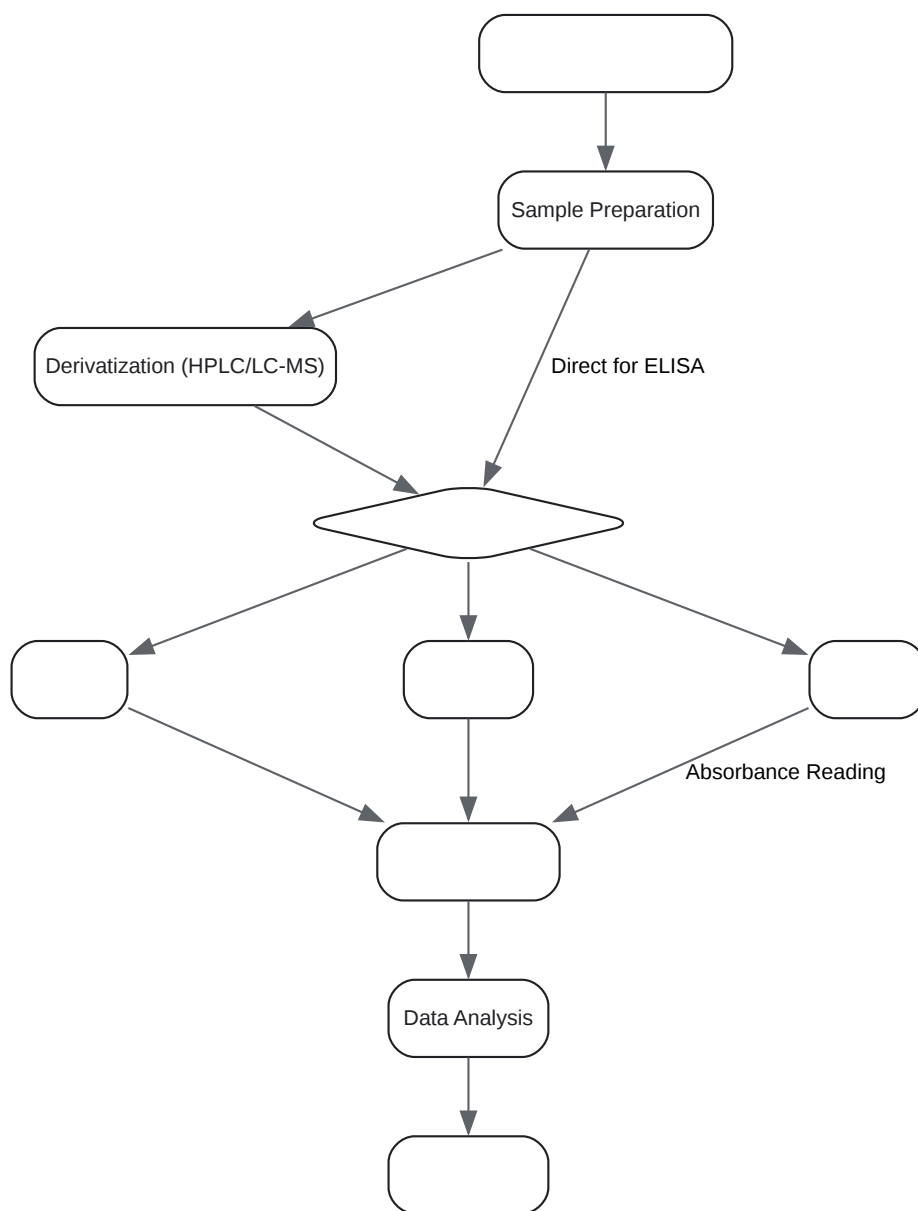 Sample Preparation
Derivatization (HPLC/LC-MS)
Direct for ELISA
Absorbance Reading
Data Analysis